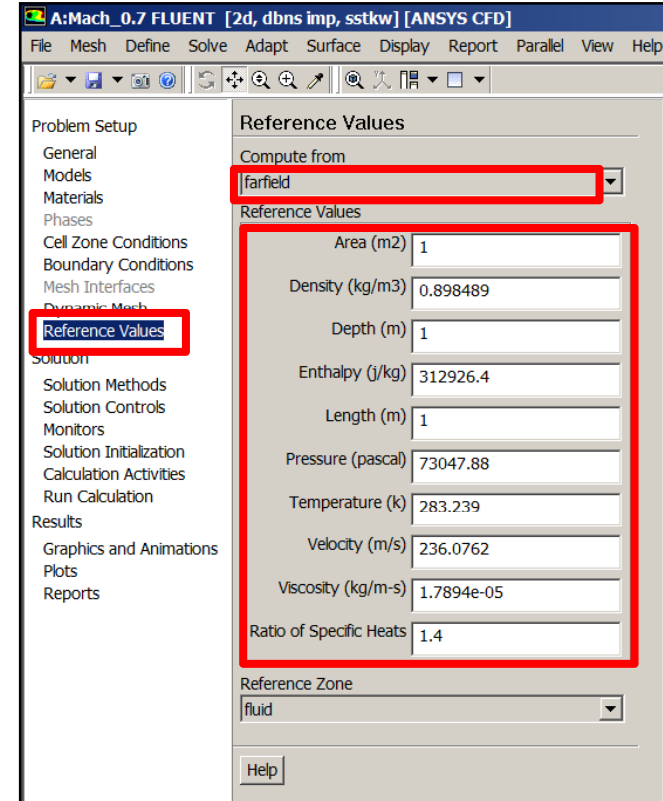 A:Mach_0.7 FLUENT [2d, dbns imp, sstkw] [ANSYS CFD]
File Mesh Define Solve Adapt Surface Display Report Parallel View Help
Problem Setup
General
Models
Materials
Phases
Cell Zone Conditions
Boundary Conditions
Mesh Interfaces
Dynamic Mesh
Reference Values
Solution
Solution Methods
Solution Controls
Monitors
Solution Initialization
Calculation Activities
Run Calculation
Results
Graphics and Animations
Plots
Reports
Reference Values
Compute from
farfield
Reference Values
Area (m2) 1
Density (kg/m3) 0.898489
Depth (m) 1
Enthalpy (j/kg) 312926.4
Length (m) 1
Pressure (pascal) 73047.88
Temperature (k) 283.239
Velocity (m/s) 236.0762
Viscosity (kg/m-s) 1.7894e-05
Ratio of Specific Heats 1.4
Reference Zone
fluid
Help